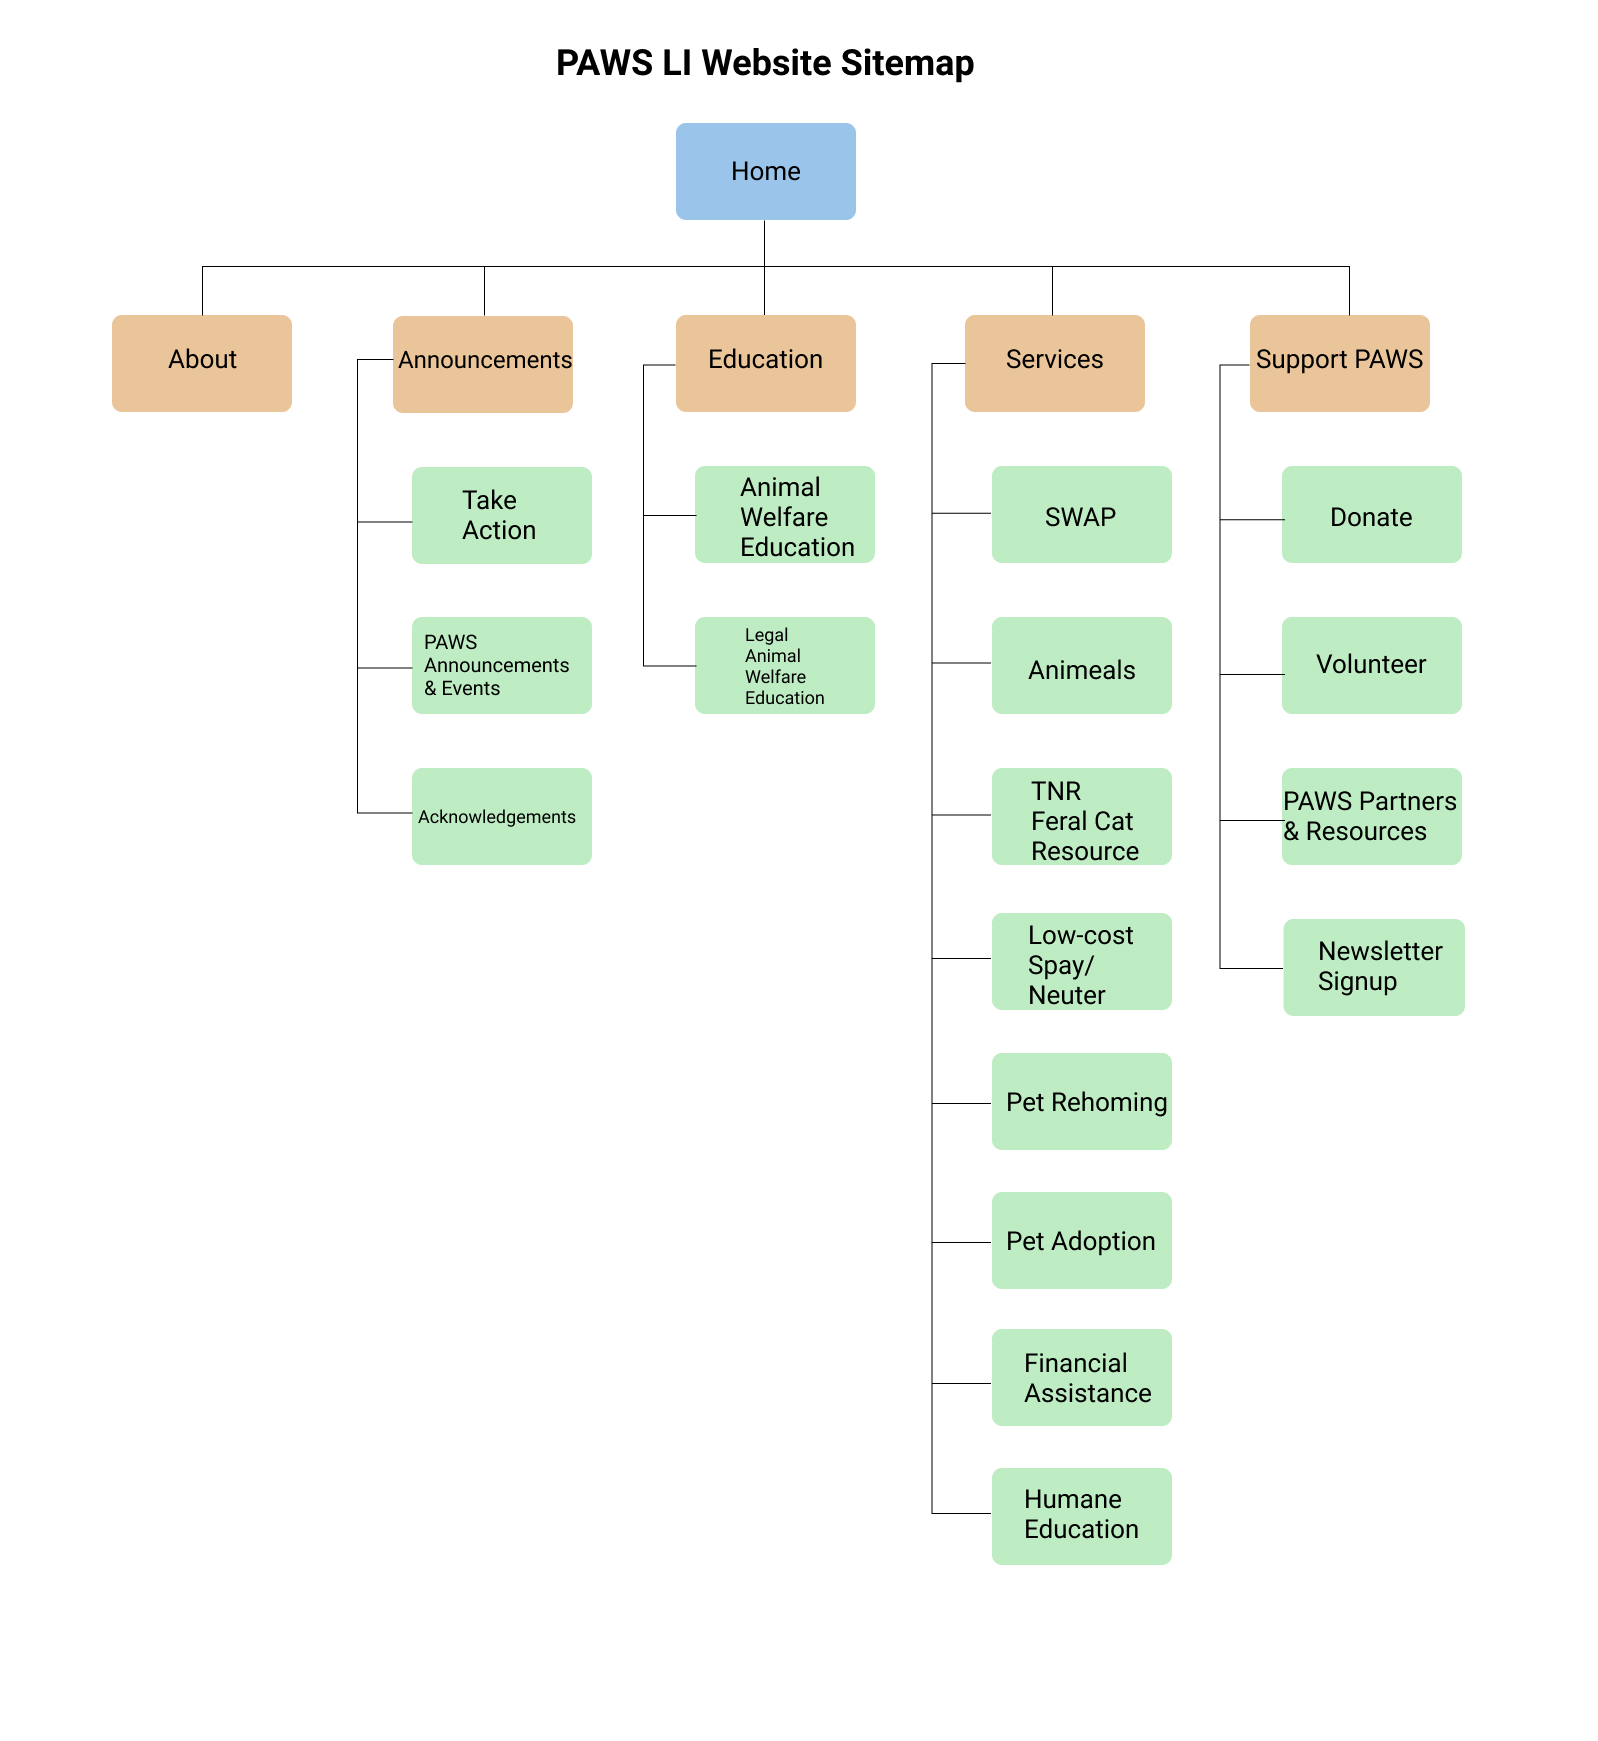 PAWS LI Website Sitemap
Home
About
Announcements
Education
Services
Support PAWS
Take
Action
PAWS
Announcements
& Events
Acknowledgements
Animal
Welfare
Education
Legal
Animal
Welfare
Education
SWAP
Animeals
TNR
Feral Cat
Resource
Low-cost
Spay/
Neuter
Pet Rehoming
Pet Adoption
Financial
Assistance
Humane
Education
Donate
Volunteer
PAWS Partners
& Resources
Newsletter
Signup